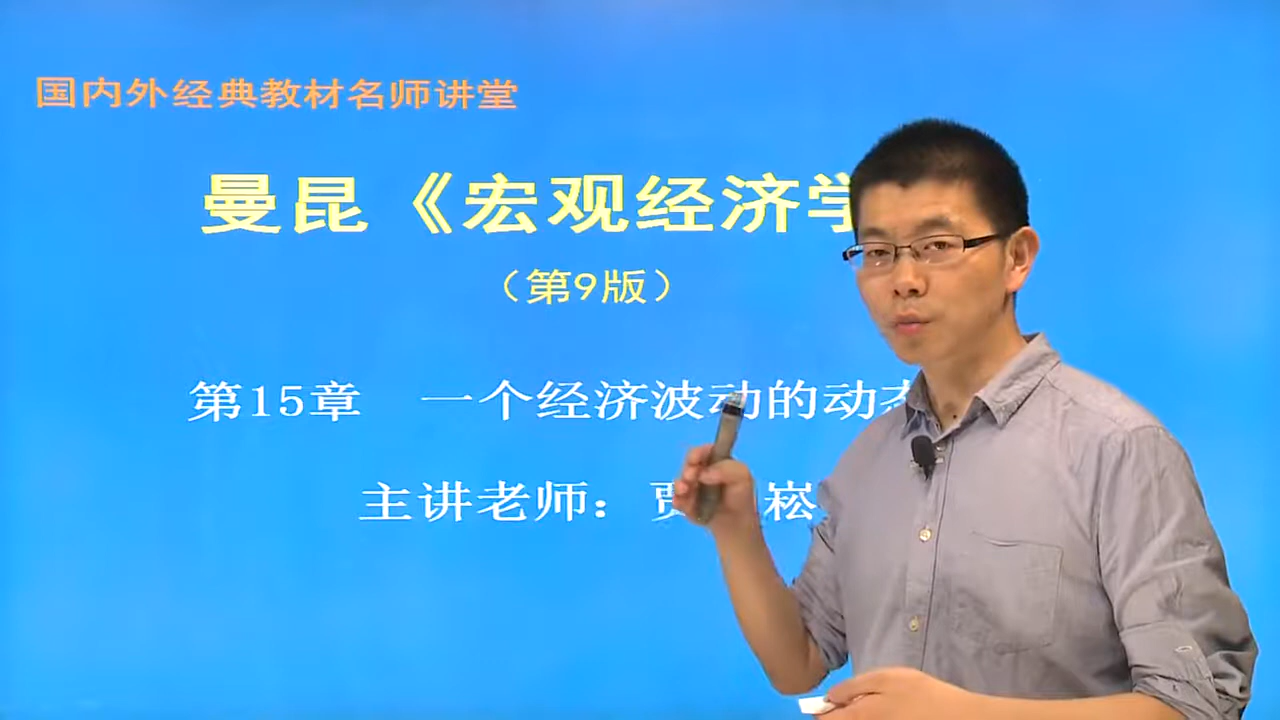 国内外经典教材名师讲堂
曼昆《宏观经济学
（第9版）
第15章 一个经济波动的动态
主讲老师：贾 崧